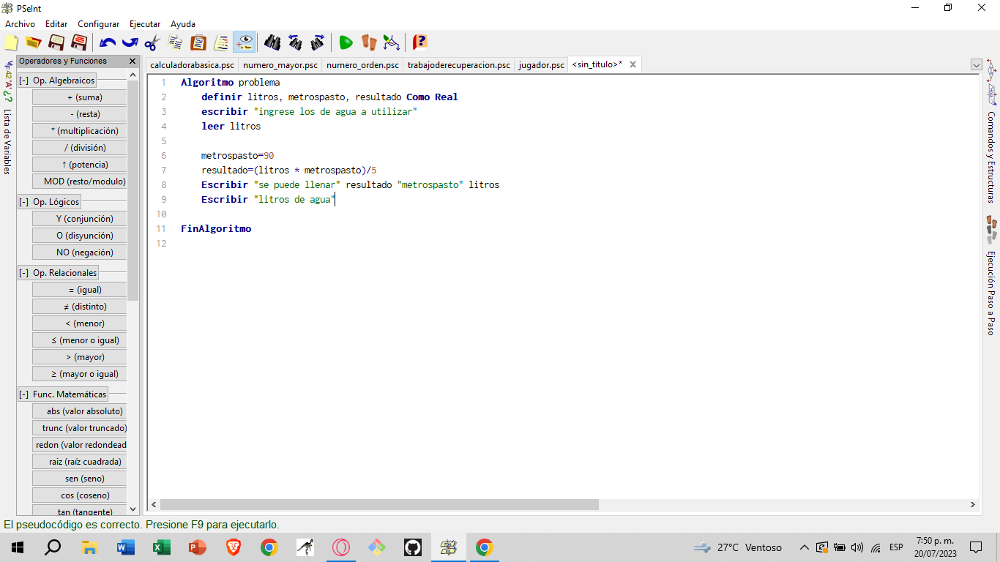 PSeInt
Archivo Editar Configurar Ejecutar Ayuda
Operadores y Funciones
calculadorabasica.psc numero_mayor.psc numero_orden.psc trabajoderecuperacion.psc jugador.psc <sin_titulo>*
[-] Op. Algebraicos
+ (suma)
- (resta)
* (multiplicación)
/ (división)
↑ (potencia)
MOD (resto/modulo)
[-] Op. Lógicos
Y (conjunción)
O (disyunción)
NO (negación)
[-] Op. Relacionales
= (igual)
≠ (distinto)
< (menor)
≤ (menor o igual)
> (mayor)
≥ (mayor o igual)
[-] Func. Matemáticas
abs (valor absoluto)
trunc (valor truncado)
redon (valor redondead
raiz (raíz cuadrada)
sen (seno)
cos (coseno)
tan (tangente)
Lista de Variables
1 Algoritmo problema
2 definir litros, metrospasto, resultado Como Real
3 escribir "ingrese los de agua a utilizar"
4 leer litros
5
6 metrospasto=90
7 resultado=(litros * metrospasto)/5
8 Escribir "se puede llenar" resultado "metrospasto" litros
9 Escribir "litros de agua"
10
11 FinAlgoritmo
12
Comandos y Estructuras
Ejecución Paso a Paso
El pseudocódigo es correcto. Presione F9 para ejecutarlo.
27°C Ventoso
ESP
7:50 p. m.
20/07/2023